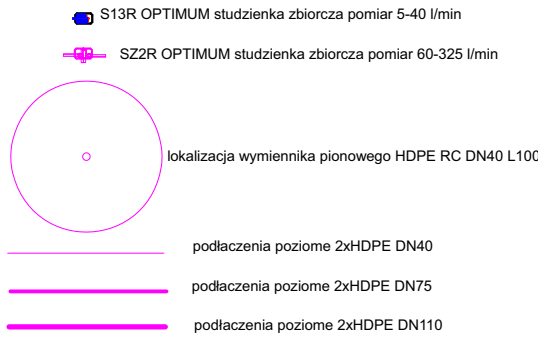 S13R OPTIMUM studzienka zbiorcza pomiar 5-40 l/min
SZ2R OPTIMUM studzienka zbiorcza pomiar 60-325 l/min
lokalizacja wymiennika pionowego HDPE RC DN40 L100
podłaczenia poziome 2xHDPE DN40
podłaczenia poziome 2xHDPE DN75
podłaczenia poziome 2xHDPE DN110